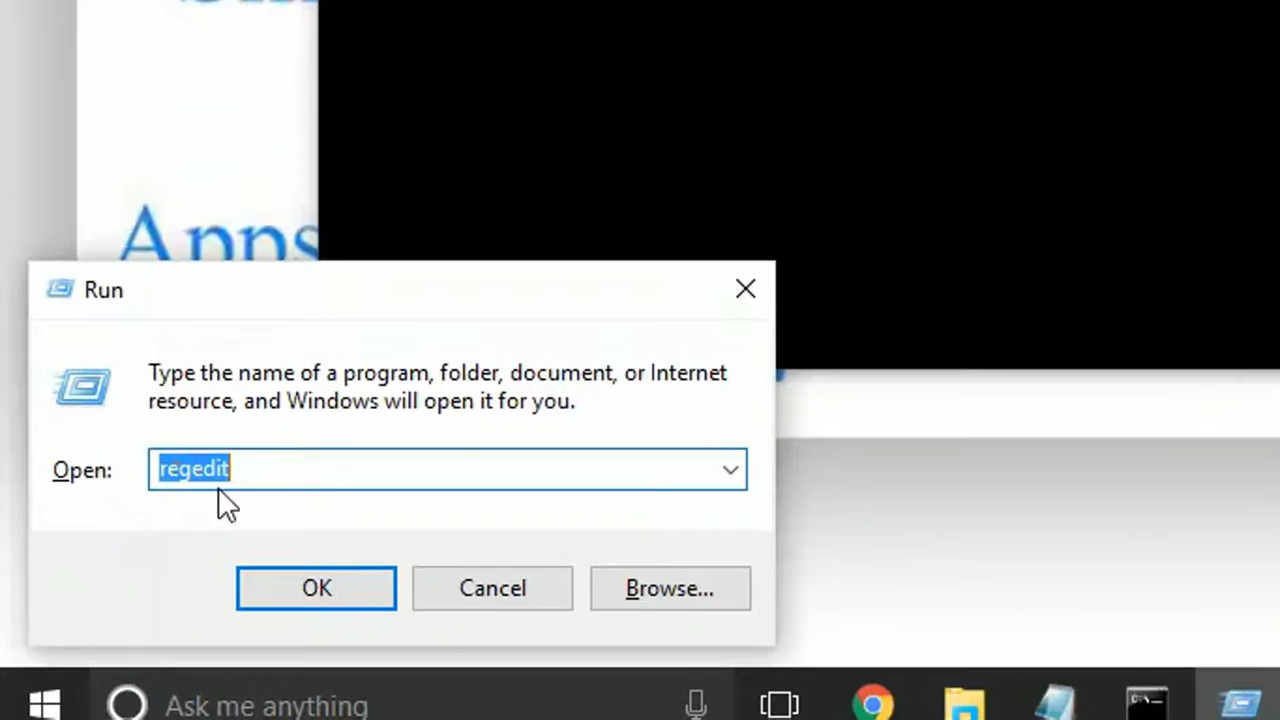 Apps
Run
Type the name of a program, folder, document, or Internet
resource, and Windows will open it for you.
Open:
regedit
OK
Cancel
Browse...
Ask me anything